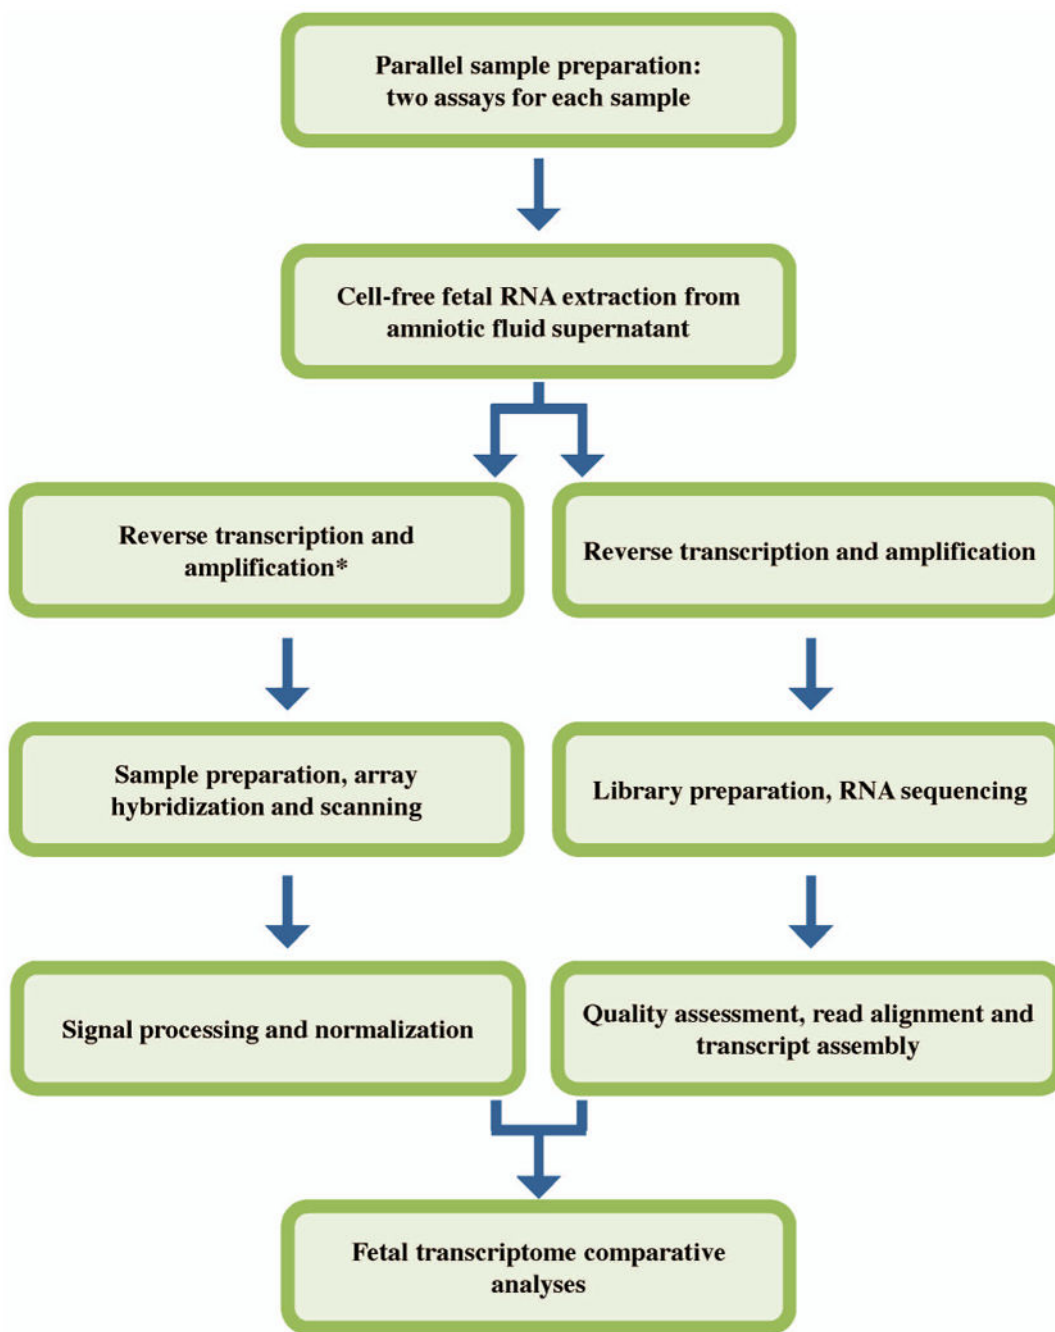 Parallel sample preparation:
two assays for each sample
Cell-free fetal RNA extraction from
amniotic fluid supernatant
Reverse transcription and
amplification*
Reverse transcription and amplification
Sample preparation, array
hybridization and scanning
Library preparation, RNA sequencing
Signal processing and normalization
Quality assessment, read alignment and
transcript assembly
Fetal transcriptome comparative
analyses